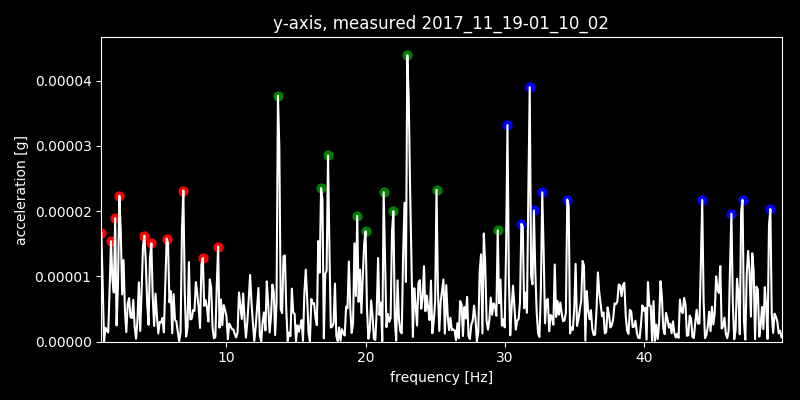 y-axis, measured 2017_11_19-01_10_02
0.00004
0.00003
0.00002
0.00001
0.00000
acceleration [g]
10 20 30 40
frequency [Hz]